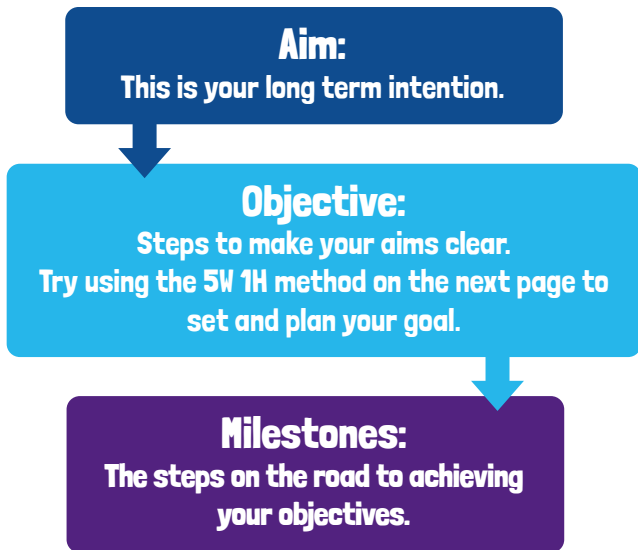 Aim:
This is your long term intention.
Objective:
Steps to make your aims clear.
Try using the 5W 1H method on the next page to
set and plan your goal.
Milestones:
The steps on the road to achieving
your objectives.